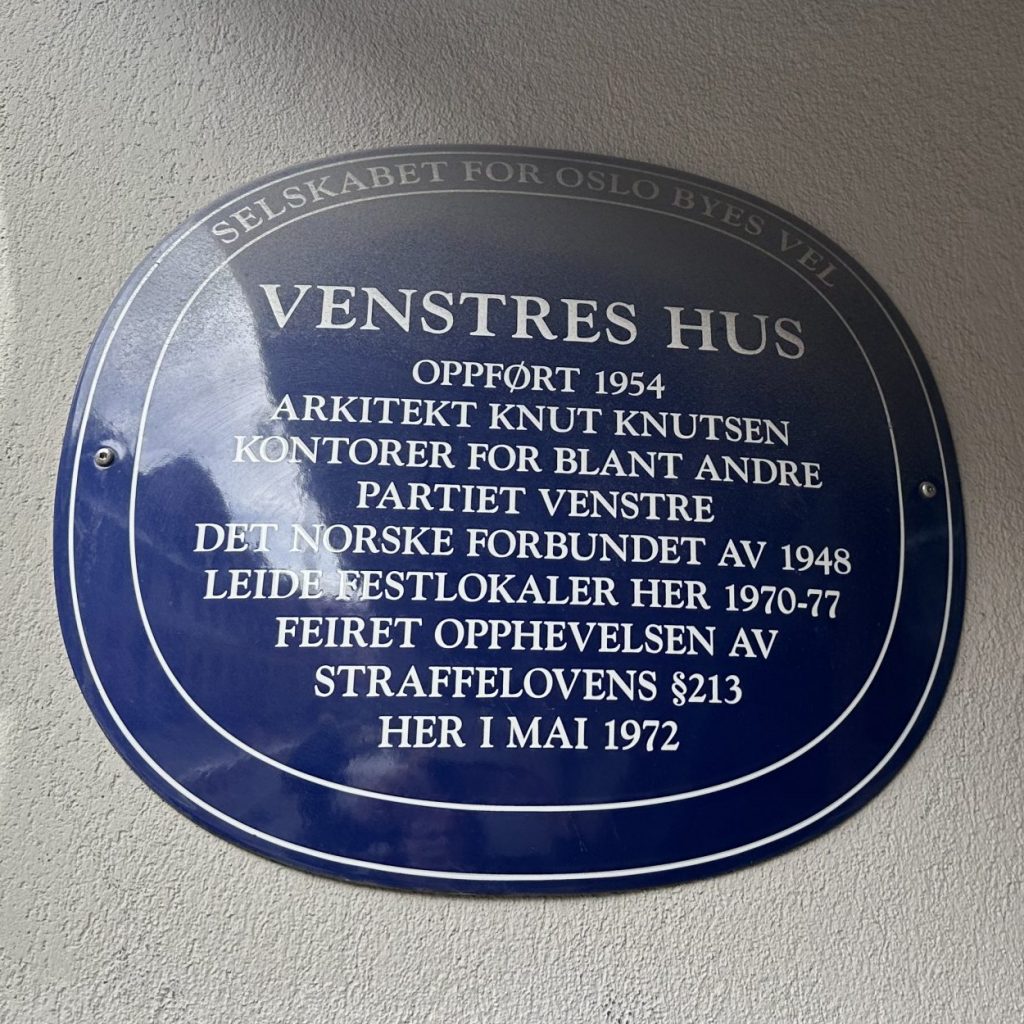 SELSKABET FOR OSLO BYES VEL
VENSTRES HUS
OPPFØRT 1954
ARKITEKT KNUT KNUTSEN
KONTORER FOR BLANT ANDRE
PARTIET VENSTRE
DET NORSKE FORBUNDET AV 1948
LEIDE FESTLOKALER HER 1970-77
FEIRET OPPHEVELSEN AV
STRAFFELOVENS §213
HER I MAI 1972